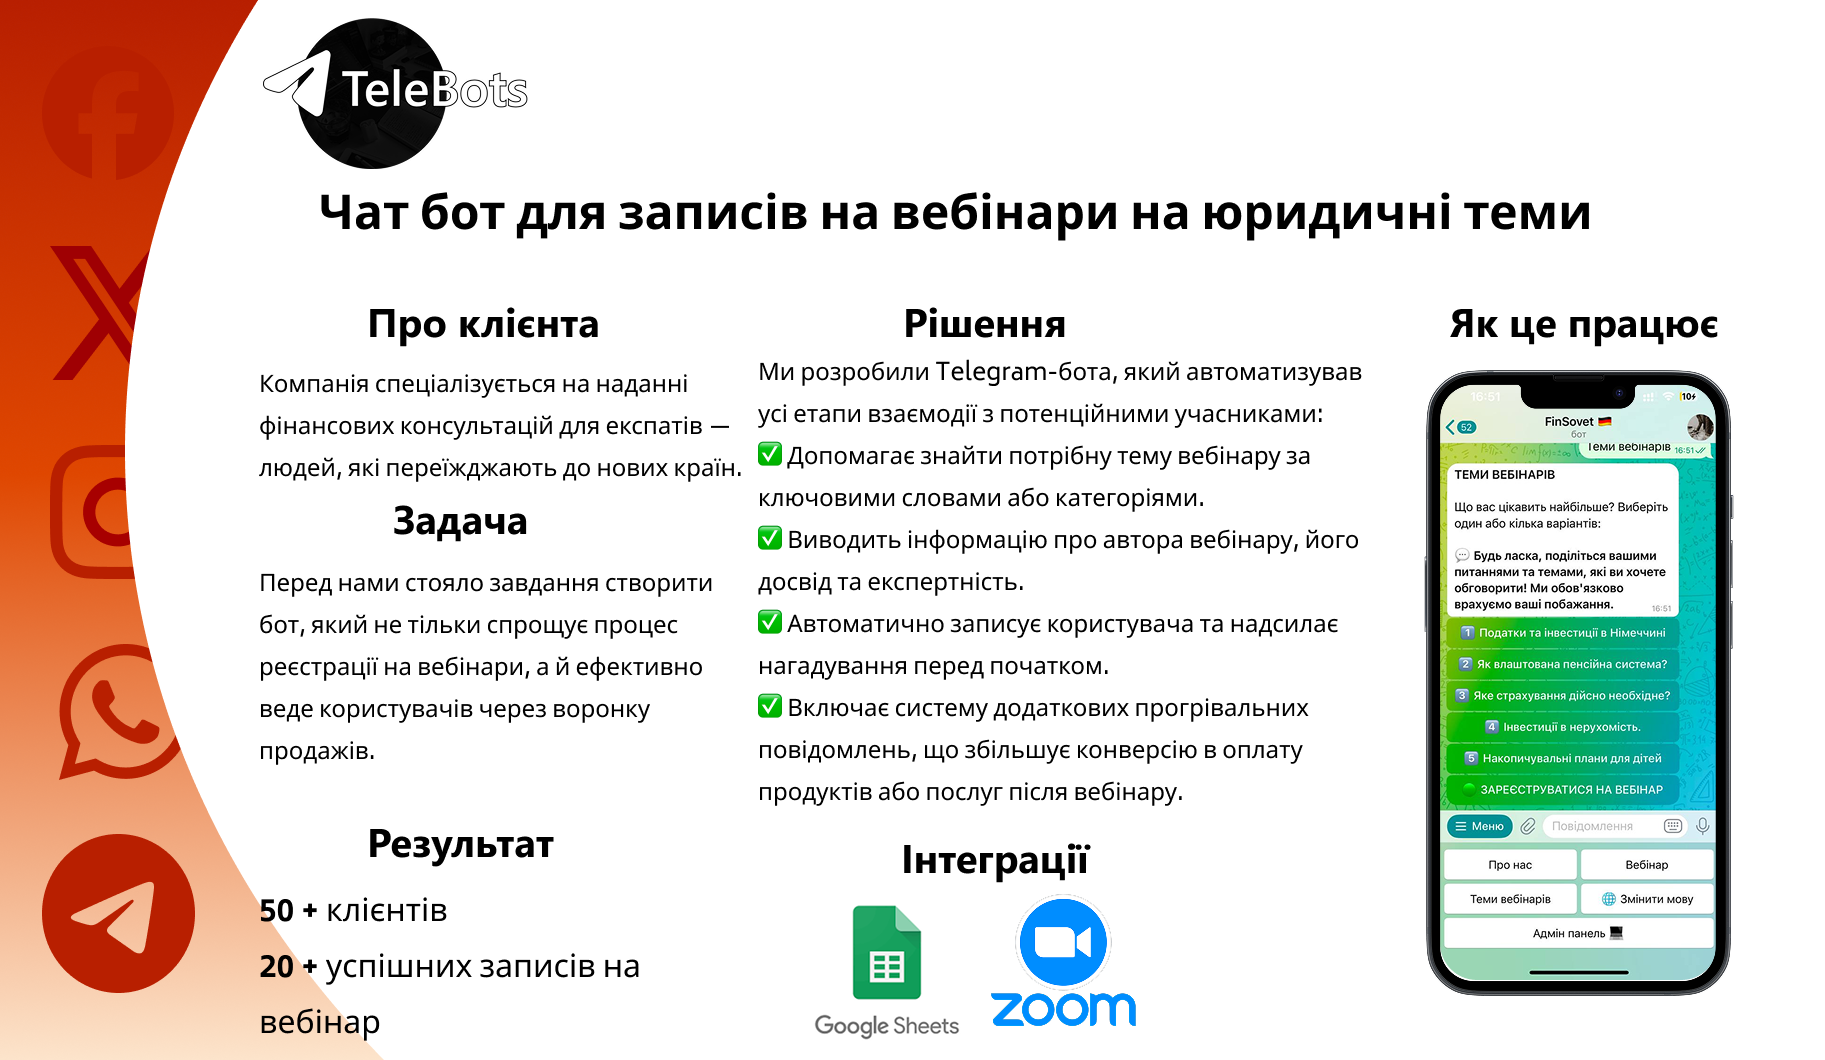 TeleBots
Чат бот для записів на вебінари на юридичні теми
Про клієнта
Компанія спеціалізується на наданні
фінансових консультацій для експатів —
людей, які переїжджають до нових країн.
Задача
Перед нами стояло завдання створити
бот, який не тільки спрощує процес
реєстрації на вебінари, а й ефективно
веде користувачів через воронку
продажів.
Результат
50 + клієнтів
20 + успішних записів на
вебінар
Рішення
Ми розробили Telegram-бота, який автоматизував
усі етапи взаємодії з потенційними учасниками:
✅ Допомагає знайти потрібну тему вебінару за
ключовими словами або категоріями.
✅ Виводить інформацію про автора вебінару, його
досвід та експертність.
✅ Автоматично записує користувача та надсилає
нагадування перед початком.
✅ Включає систему додаткових прогрівальних
повідомлень, що збільшує конверсію в оплату
продуктів або послуг після вебінару.
Інтеграції
Google Sheets
zoom
Як це працює
16:51
10
52
FinSovet 🇩🇪
бот
Теми вебінарів 16:51
ТЕМИ ВЕБІНАРІВ
Що вас цікавить найбільше? Виберіть
один або кілька варіантів:
💬 Будь ласка, поділіться вашими
питаннями та темами, які ви хочете
обговорити! Ми обов'язково
врахуємо ваші побажання.
16:51
1️⃣ Податки та інвестиції в Німеччині
2️⃣ Як влаштована пенсійна система?
3️⃣ Яке страхування дійсно необхідне?
4️⃣ Інвестиції в нерухомість.
5️⃣ Накопичувальні плани для дітей
🟢 ЗАРЕЄСТРУВАТИСЯ НА ВЕБІНАР
Меню
Повідомлення
Про нас
Вебінар
Теми вебінарів
🌐 Змінити мову
Адмін панель 💻